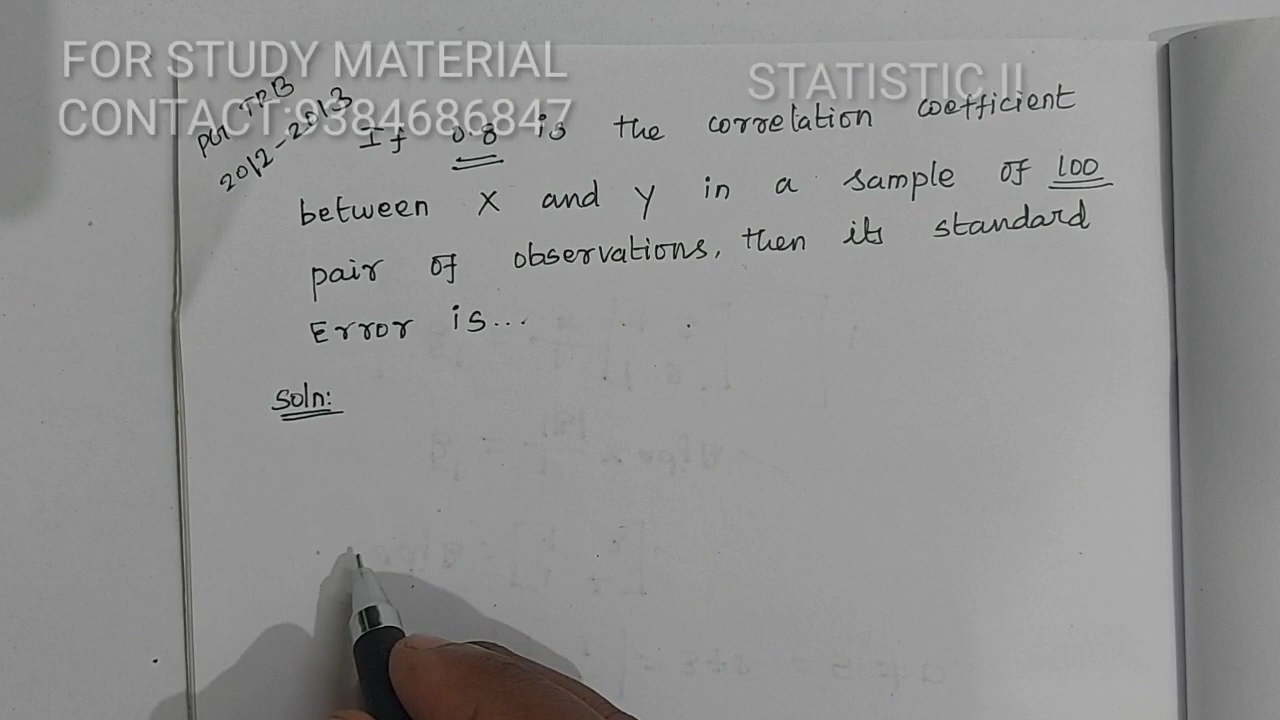 FOR STUDY MATERIAL
CONTACT:9384686847
STATISTIC II
PG TRB
2012-2013
If 0.8 is the correlation coefficient
between X and Y in a sample of 100
pair of observations, then its standard
Error is...
Soln: